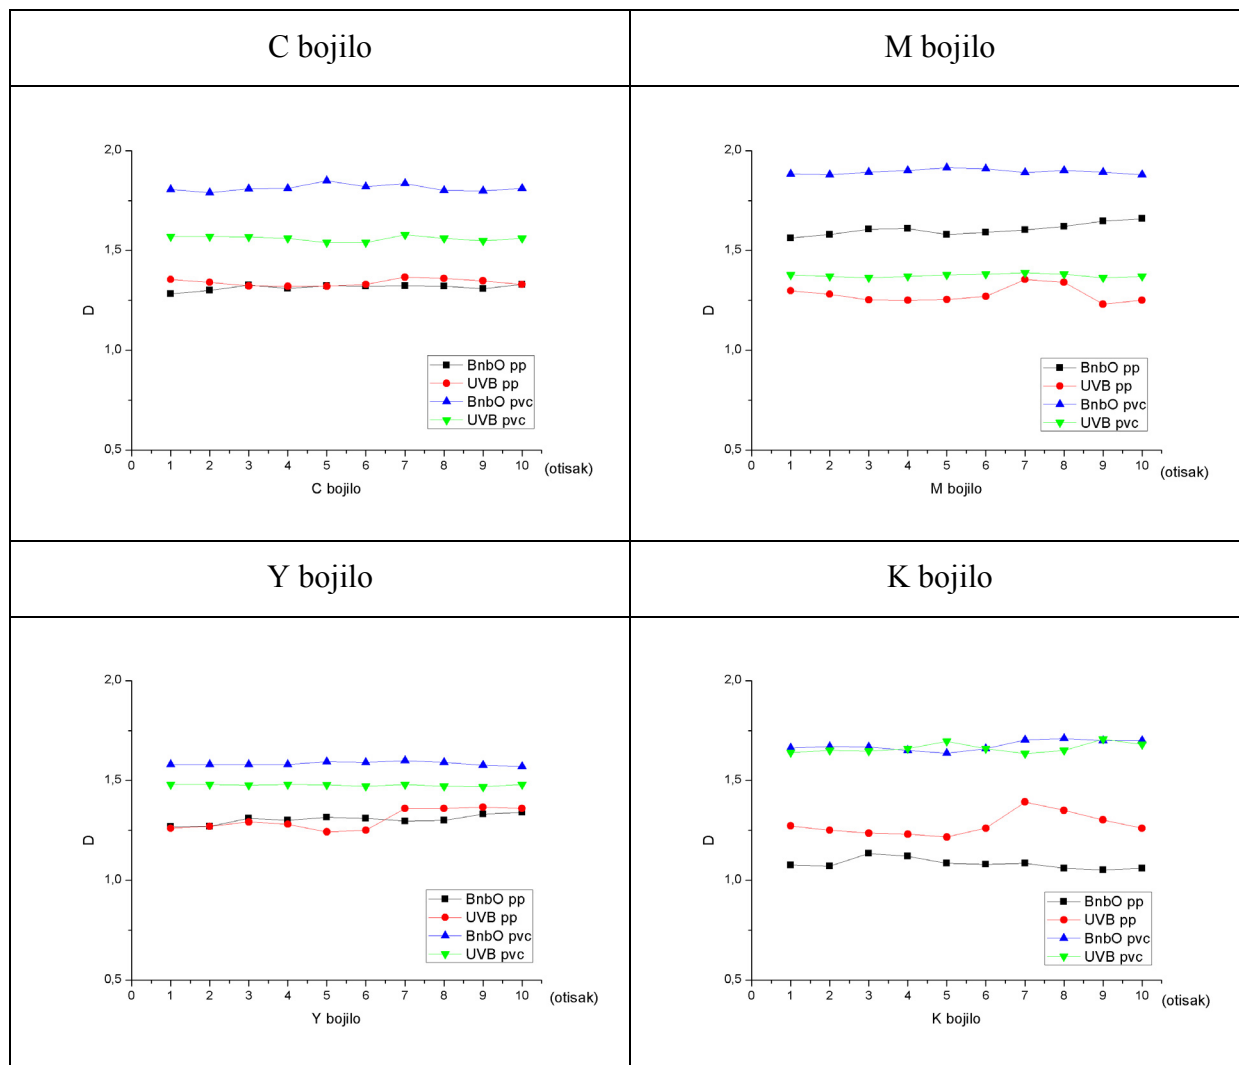 C bojilo
M bojilo
2,0
1,5
1,0
0,5
D
BnbO pp
UVB pp
BnbO pvc
UVB pvc
0 1 2 3 4 5 6 7 8 9 10 (otisak)
C bojilo
2,0
1,5
1,0
0,5
D
BnbO pp
UVB pp
BnbO pvc
UVB pvc
0 1 2 3 4 5 6 7 8 9 10 (otisak)
M bojilo
Y bojilo
K bojilo
2,0
1,5
1,0
0,5
D
BnbO pp
UVB pp
BnbO pvc
UVB pvc
0 1 2 3 4 5 6 7 8 9 10 (otisak)
Y bojilo
2,0
1,5
1,0
0,5
D
BnbO pp
UVB pp
BnbO pvc
UVB pvc
0 1 2 3 4 5 6 7 8 9 10 (otisak)
K bojilo